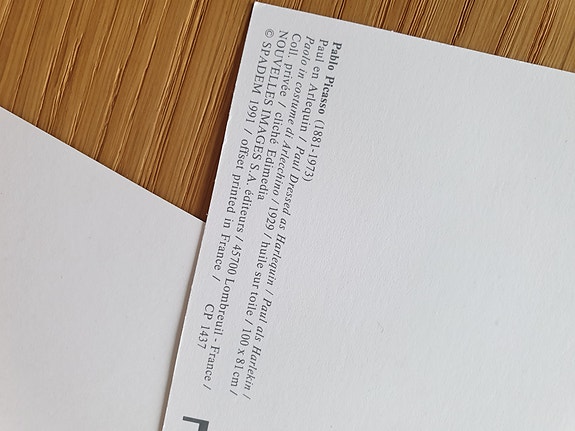 Pablo Picasso (1881-1973)
Paul en Arlequin /
Paolo in costume di Arlecchino / Paul Dressed as Harlequin / Paul als Harlekin /
Coll. privée / cliché Edimedia / 1929 / huile sur toile / 100 x 81 cm /
NOUVELLES IMAGES S.A. éditeurs / 45700 Lombreuil - France /
© SPADEM 1991 / offset printed in France / CP 1437